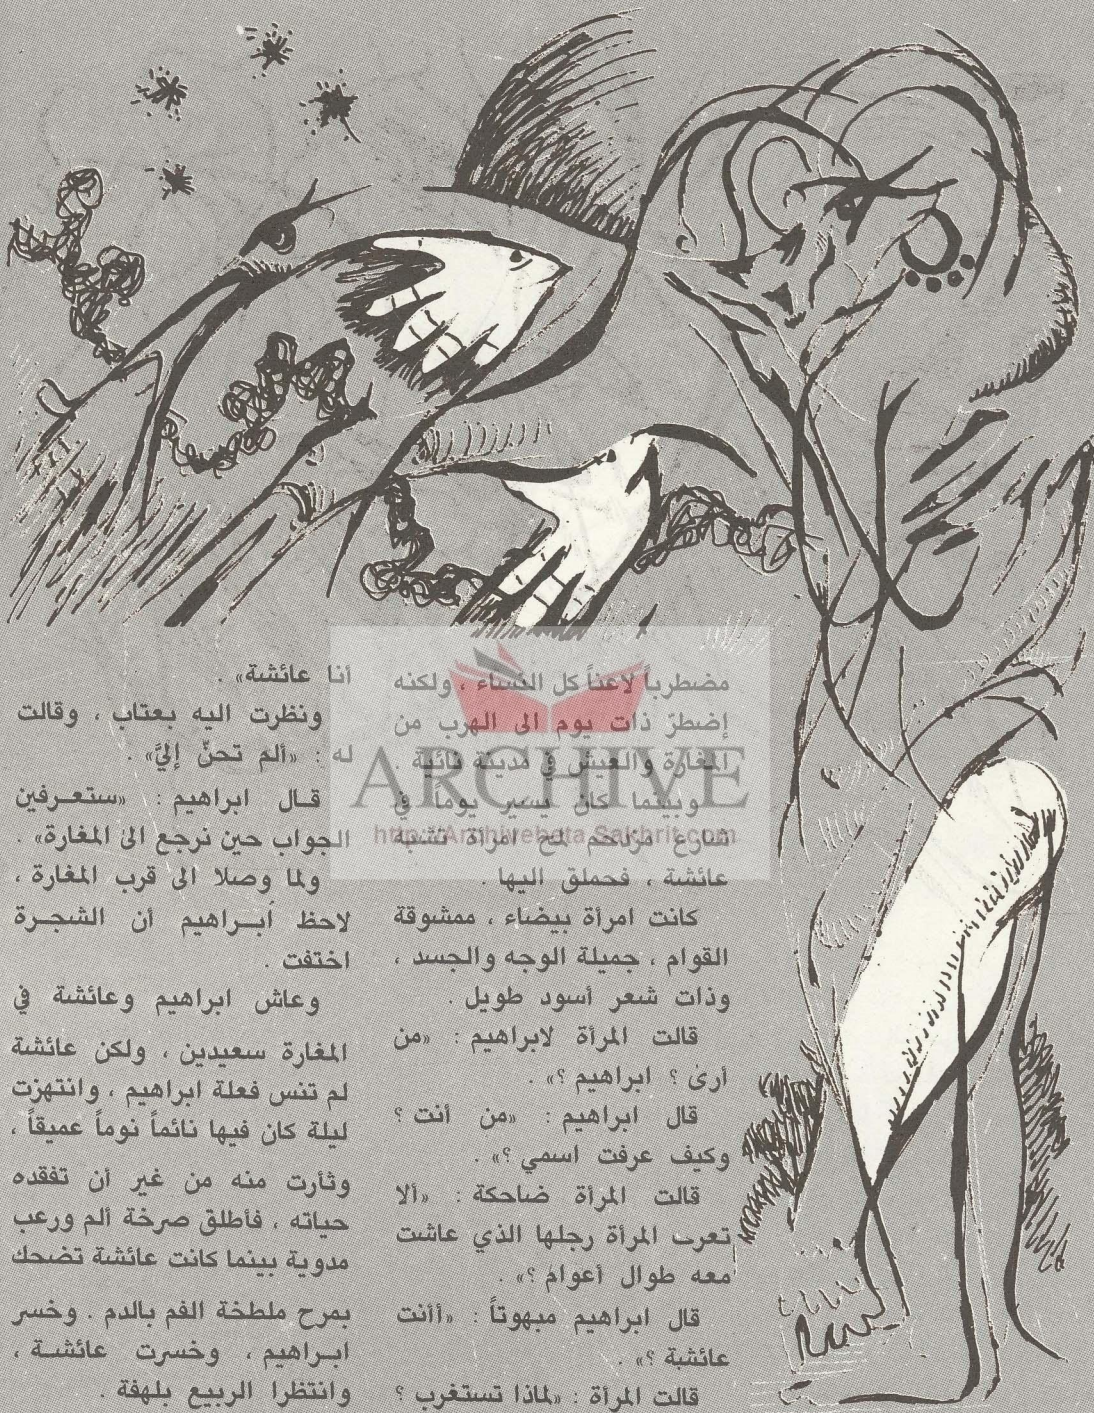 مضطرباً لاعناً كل النساء ، ولكنه
إضطرّ ذات يوم الى الهرب من
المغارة والعيش في مدينة نائية .
وبينما كان يسير يوماً في
شارع مزدحم لمح امرأة تشبه
عائشة ، فحملق اليها .
كانت امرأة بيضاء ، ممشوقة
القوام ، جميلة الوجه والجسد ،
وذات شعر أسود طويل .
قالت المرأة لابراهيم : «من
أرىٰ ؟ ابراهيم ؟» .
قال ابراهيم : «من أنت ؟
وكيف عرفت اسمي ؟» .
قالت المرأة ضاحكة : «ألا
تعرف المرأة رجلها الذي عاشت
معه طوال أعوام ؟» .
قال ابراهيم مبهوتاً : «أأنت
عائشة ؟» .
قالت المرأة : «لماذا تستغرب ؟
أنا عائشة» .
ونظرت اليه بعتاب ، وقالت
له : «ألم تحنّ إليَّ» .
قال ابراهيم : «ستعرفين
الجواب حين نرجع الىٰ المغارة» .
ولما وصلا الى قرب المغارة ،
لاحظ أبراهيم أن الشجرة
اختفت .
وعاش ابراهيم وعائشة في
المغارة سعيدين ، ولكن عائشة
لم تنس فعلة ابراهيم ، وانتهزت
ليلة كان فيها نائماً نوماً عميقاً ،
وثأرت منه من غير أن تفقده
حياته ، فأطلق صرخة ألم ورعب
مدوية بينما كانت عائشة تضحك
بمرح ملطخة الفم بالدم . وخسر
ابراهيم ، وخسرت عائشة ،
وانتظرا الربيع بلهفة .
ARCHIVE
http://Archivebeta.Sakhrit.com